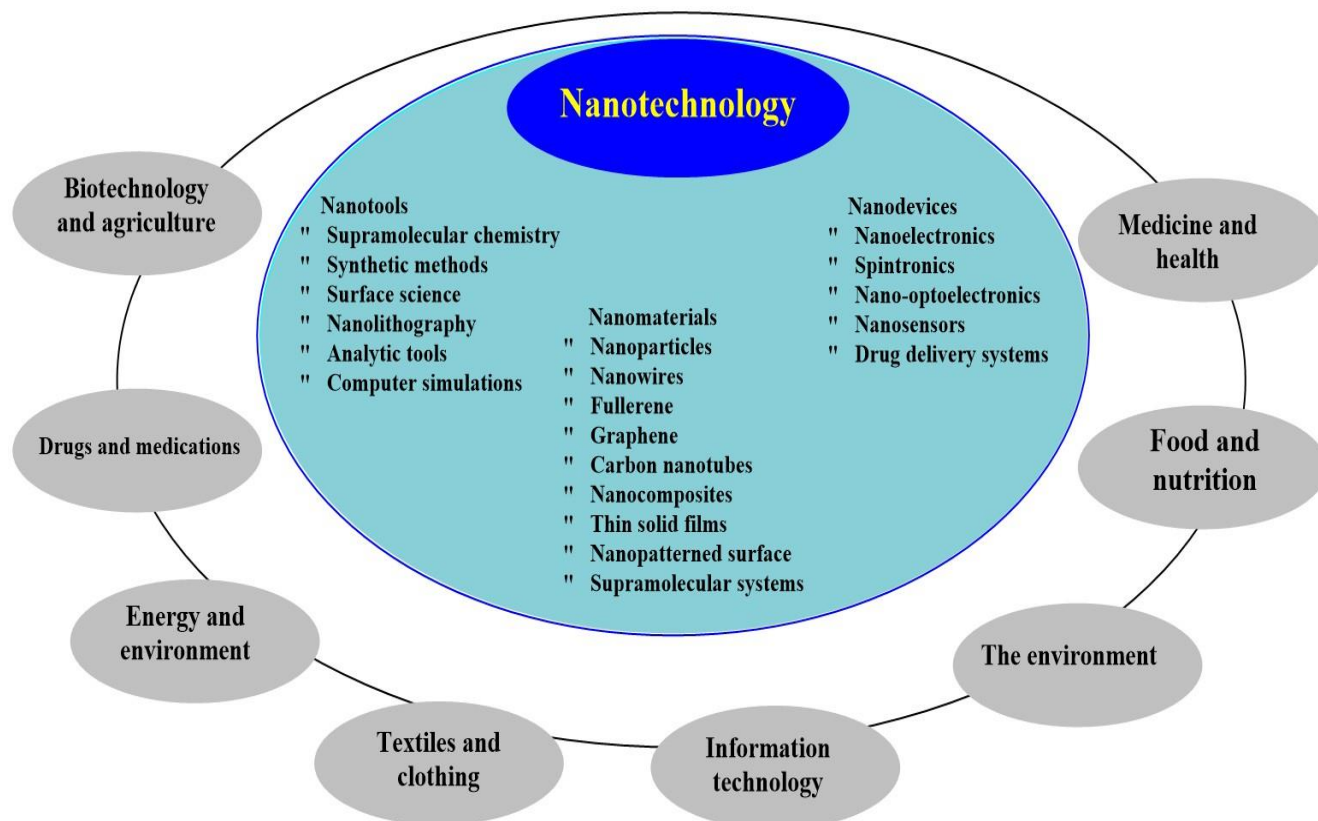 Nanotechnology
Biotechnology
and agriculture
Nanotools
" Supramolecular chemistry
" Synthetic methods
" Surface science
" Nanolithography
" Analytic tools
" Computer simulations
Nanomaterials
" Nanoparticles
" Nanowires
" Fullerene
" Graphene
" Carbon nanotubes
" Nanocomposites
" Thin solid films
" Nanopatterned surface
" Supramolecular systems
Nanodevices
" Nanoelectronics
" Spintronics
" Nano-optoelectronics
" Nanosensors
" Drug delivery systems
Medicine and
health
Drugs and medications
Food and
nutrition
Energy and
environment
The environment
Textiles and
clothing
Information
technology